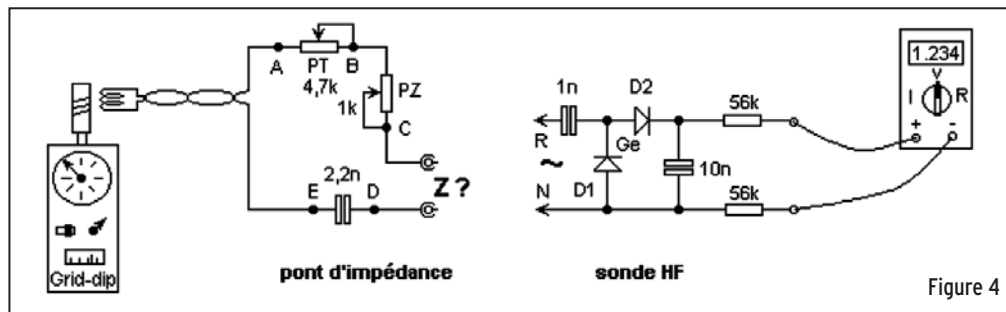 A
PT
B
4,7k
1k
PZ
C
2,2n
E
D
Z ?
Grid-dip
pont d'impédance
1n
D2
R
~
Ge
N
D1
10n
56k
56k
sonde HF
1.234
V
I
R
+
-
Figure 4